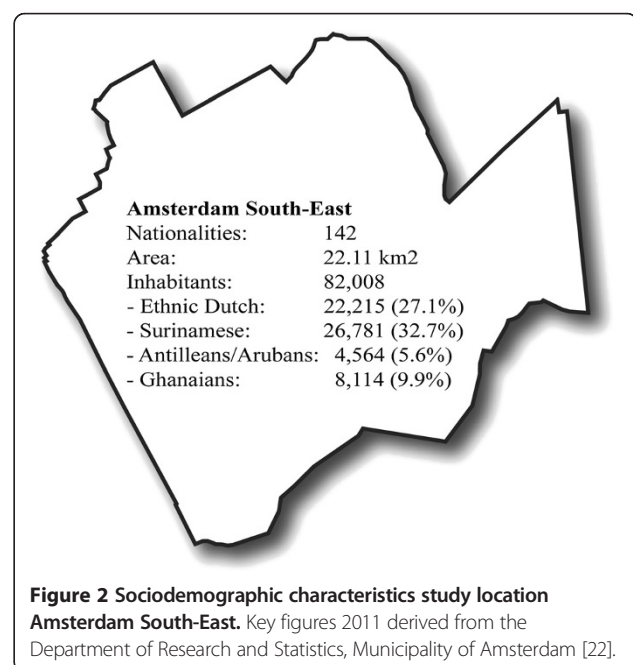 Amsterdam South-East
Nationalities: 142
Area: 22.11 km2
Inhabitants: 82,008
- Ethnic Dutch: 22,215 (27.1%)
- Surinamese: 26,781 (32.7%)
- Antilleans/Arubans: 4,564 (5.6%)
- Ghanaians: 8,114 (9.9%)
Figure 2 Sociodemographic characteristics study location
Amsterdam South-East. Key figures 2011 derived from the
Department of Research and Statistics, Municipality of Amsterdam [22].